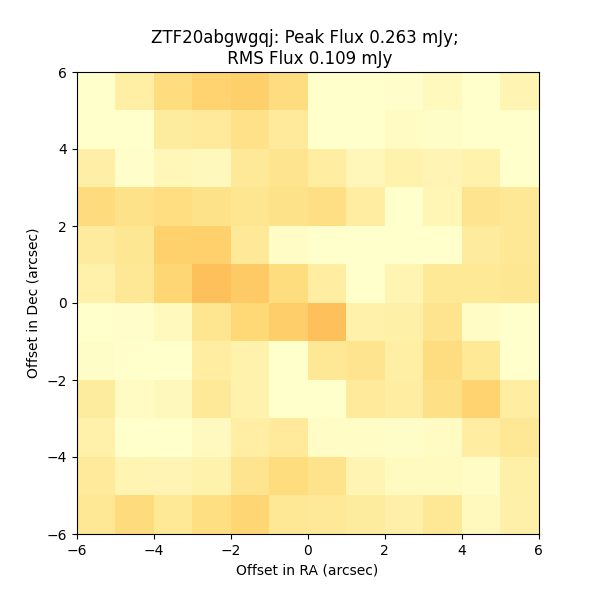 ZTF20abgwgqj: Peak Flux 0.263 mJy;
RMS Flux 0.109 mJy
6
4
2
0
−2
−4
−6
Offset in Dec (arcsec)
−6 −4 −2 0 2 4 6
Offset in RA (arcsec)